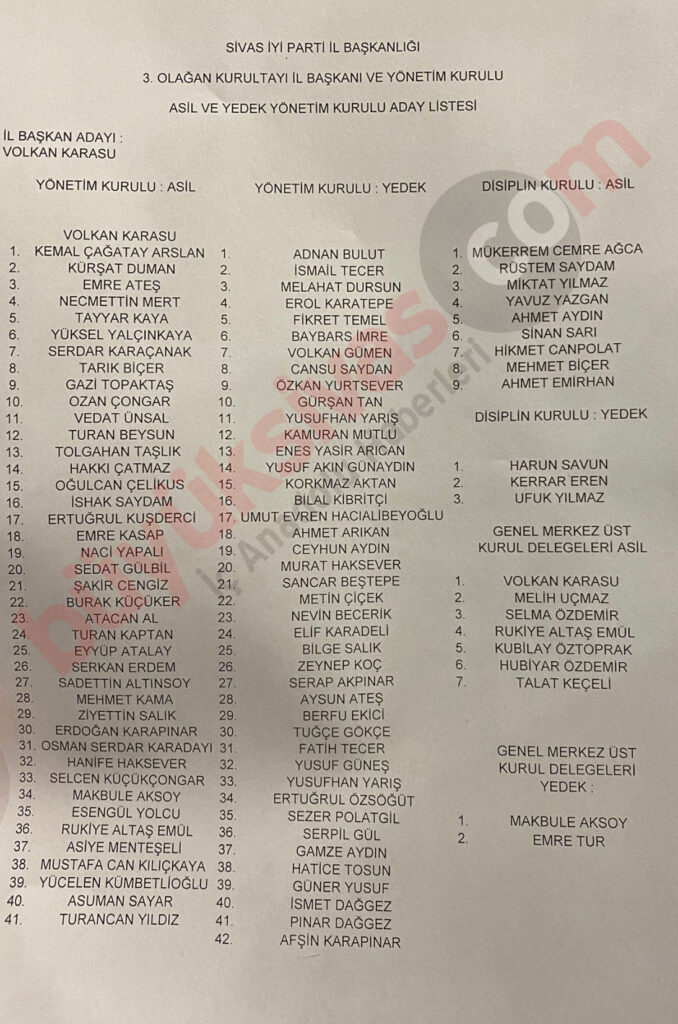 SİVAS İYİ PARTİ İL BAŞKANLIĞI
3. OLAĞAN KURULTAYI İL BAŞKANI VE YÖNETİM KURULU
ASİL VE YEDEK YÖNETİM KURULU ADAY LİSTESİ
İL BAŞKAN ADAYI :
VOLKAN KARASU
YÖNETİM KURULU : ASİL
VOLKAN KARASU
1. KEMAL ÇAĞATAY ARSLAN
2. KÜRŞAT DUMAN
3. EMRE ATEŞ
4. NECMETTİN MERT
5. TAYYAR KAYA
6. YÜKSEL YALÇINKAYA
7. SERDAR KARAÇANAK
8. TARIK BİÇER
9. GAZİ TOPAKTAŞ
10. OZAN ÇONGAR
11. VEDAT ÜNSAL
12. TURAN BEYSUN
13. TOLGAHAN TAŞLIK
14. HAKKI ÇATMAZ
15. OĞULCAN ÇELİKUS
16. İSHAK SAYDAM
17. ERTUĞRUL KUŞDERCİ
18. EMRE KASAP
19. NACİ YAPALI
20. SEDAT GÜLBİL
21. ŞAKİR CENGİZ
22. BURAK KÜÇÜKER
23. ATACAN AL
24. TURAN KAPTAN
25. EYYÜP ATALAY
26. SERKAN ERDEM
27. SADETTİN ALTINSOY
28. MEHMET KAMA
29. ZİYETTİN SALIK
30. ERDOĞAN KARAPINAR
31. OSMAN SERDAR KARADAYI
32. HANİFE HAKSEVER
33. SELCEN KÜÇÜKÇONGAR
34. MAKBULE AKSOY
35. ESENGÜL YOLCU
36. RUKİYE ALTAŞ EMÜL
37. ASİYE MENTEŞELİ
38. MUSTAFA CAN KILIÇKAYA
39. YÜCELEN KÜMBETLİOĞLU
40. ASUMAN SAYAR
41. TURANCAN YILDIZ
YÖNETİM KURULU : YEDEK
1. ADNAN BULUT
2. İSMAİL TECER
3. MELAHAT DURSUN
4. EROL KARATEPE
5. FİKRET TEMEL
6. BAYBARS İMRE
7. VOLKAN GÜMEN
8. CANSU SAYDAN
9. ÖZKAN YURTSEVER
10. GÜRŞAN TAN
11. YUSUFHAN YARIŞ
12. KAMURAN MUTLU
13. ENES YASİR ARICAN
14. YUSUF AKIN GÜNAYDIN
15. KORKMAZ AKTAN
16. BİLAL KİBRİTÇİ
17. UMUT EVREN HACIALİBEYOĞLU
18. AHMET ARIKAN
19. CEYHUN AYDIN
20. MURAT HAKSEVER
21. SANCAR BEŞTEPE
22. METİN ÇİÇEK
23. NEVİN BECERİK
24. ELİF KARADELİ
25. BİLGE SALIK
26. ZEYNEP KOÇ
27. SERAP AKPINAR
28. AYSUN ATEŞ
29. BERFU EKİCİ
30. TUĞÇE GÖKÇE
31. FATİH TECER
32. YUSUF GÜNEŞ
33. YUSUFHAN YARIŞ
34. ERTUĞRUL ÖZSÖĞÜT
35. SEZER POLATGİL
36. SERPİL GÜL
37. GAMZE AYDIN
38. HATİCE TOSUN
39. GÜNER YUSUF
40. İSMET DAĞGEZ
41. PINAR DAĞGEZ
42. AFŞİN KARAPINAR
DİSİPLİN KURULU : ASİL
1. MÜKERREM CEMRE AĞCA
2. RÜSTEM SAYDAM
3. MİKTAT YILMAZ
4. YAVUZ YAZGAN
5. AHMET AYDIN
6. SİNAN SARI
7. HİKMET CANPOLAT
8. MEHMET BİÇER
9. AHMET EMİRHAN
DİSİPLİN KURULU : YEDEK
1. HARUN SAVUN
2. KERRAR EREN
3. UFUK YILMAZ
GENEL MERKEZ ÜST
KURUL DELEGELERİ ASİL
1. VOLKAN KARASU
2. MELİH UÇMAZ
3. SELMA ÖZDEMİR
4. RUKİYE ALTAŞ EMÜL
5. KUBİLAY ÖZTOPRAK
6. HUBİYAR ÖZDEMİR
7. TALAT KEÇELİ
GENEL MERKEZ ÜST
KURUL DELEGELERİ
YEDEK :
1. MAKBULE AKSOY
2. EMRE TUR
büyüksivas.com
haberleri